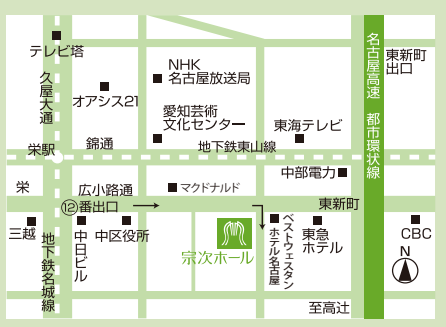 テレビ塔
久屋大通
オアシス21
NHK
名古屋放送局
愛知芸術
文化センター
東海テレビ
名古屋高速 都市環状線
東新町
出口
錦通
栄駅
地下鉄東山線
中部電力
栄
広小路通
マクドナルド
⑫番出口
東新町
三越
地下鉄名城線
中日ビル
中区役所
宗次ホール
ベストウェスタン
ホテル名古屋
東急
ホテル
CBC
N
至高辻